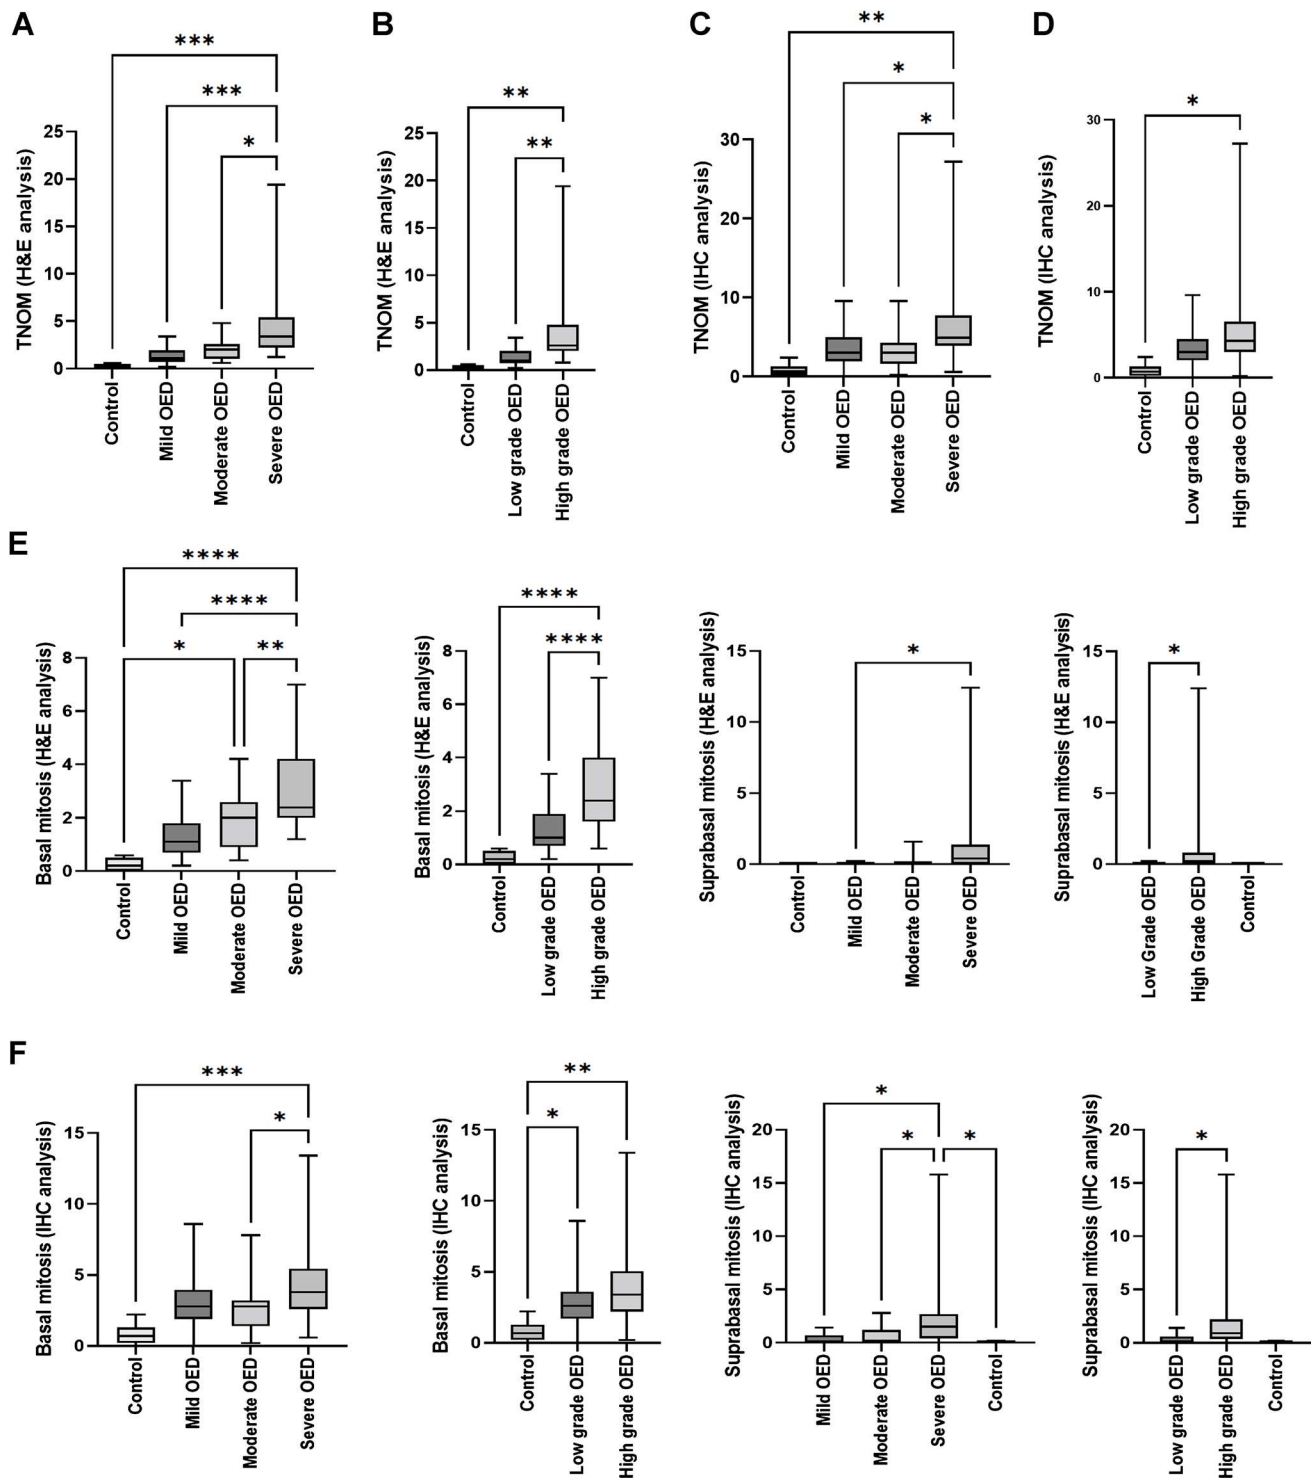 A
B
C
D
***
***
*
TNOM (H&E analysis)
25
20
15
10
5
0
Control
Mild OED
Moderate OED
Severe OED
**
**
TNOM (H&E analysis)
25
20
15
10
5
0
Control
Low grade OED
High grade OED
**
*
*
TNOM (IHC analysis)
30
20
10
0
Control
Mild OED
Moderate OED
Severe OED
*
TNOM (IHC analysis)
30
20
10
0
Control
Low grade OED
High grade OED
E
****
****
*
**
Basal mitosis (H&E analysis)
8
6
4
2
0
Control
Mild OED
Moderate OED
Severe OED
****
****
Basal mitosis (H&E analysis)
8
6
4
2
0
Control
Low grade OED
High grade OED
*
Suprabasal mitosis (H&E analysis)
15
10
5
0
Control
Mild OED
Moderate OED
Severe OED
*
Suprabasal mitosis (H&E analysis)
15
10
5
0
Low Grade OED
High Grade OED
Control
F
***
*
Basal mitosis (IHC analysis)
15
10
5
0
Control
Mild OED
Moderate OED
Severe OED
**
*
Basal mitosis (IHC analysis)
15
10
5
0
Control
Low grade OED
High grade OED
*
*
*
Suprabasal mitosis (IHC analysis)
20
15
10
5
0
Mild OED
Moderate OED
Severe OED
Control
*
Suprabasal mitosis (IHC analysis)
20
15
10
5
0
Low grade OED
High grade OED
Control